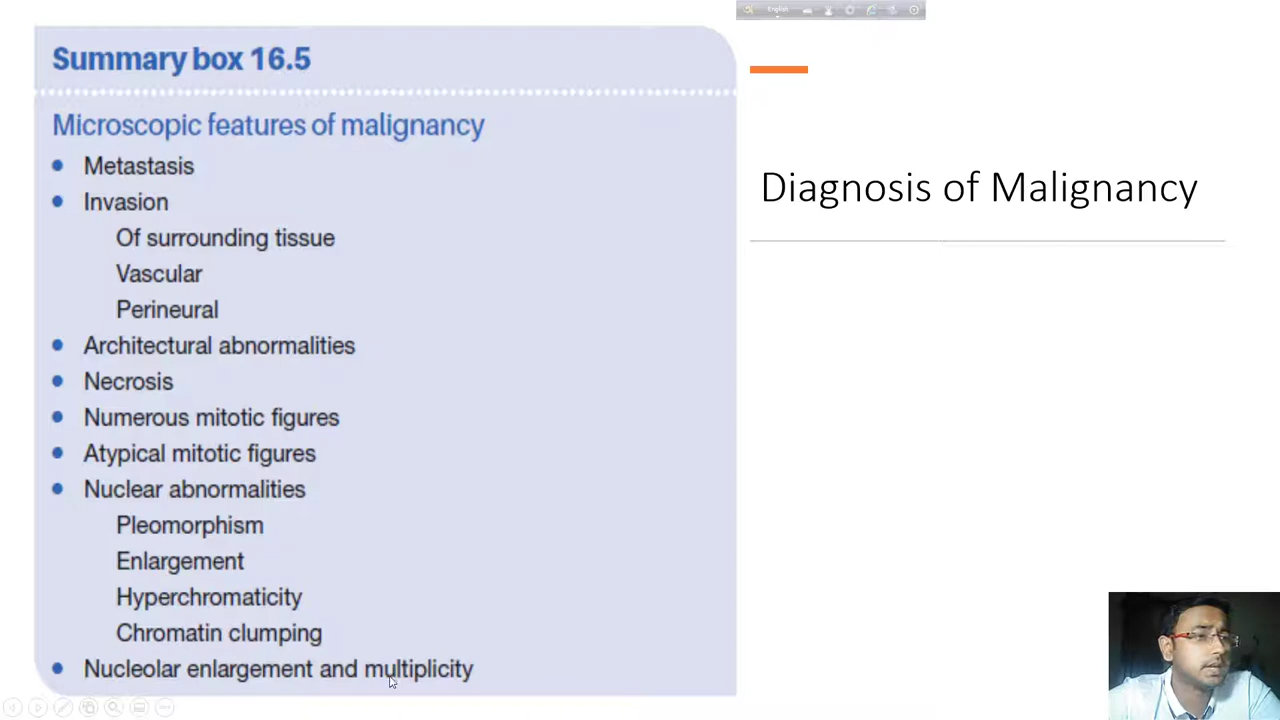 English
Summary box 16.5
Microscopic features of malignancy
• Metastasis
• Invasion
Of surrounding tissue
Vascular
Perineural
• Architectural abnormalities
• Necrosis
• Numerous mitotic figures
• Atypical mitotic figures
• Nuclear abnormalities
Pleomorphism
Enlargement
Hyperchromaticity
Chromatin clumping
• Nucleolar enlargement and multiplicity
Diagnosis of Malignancy